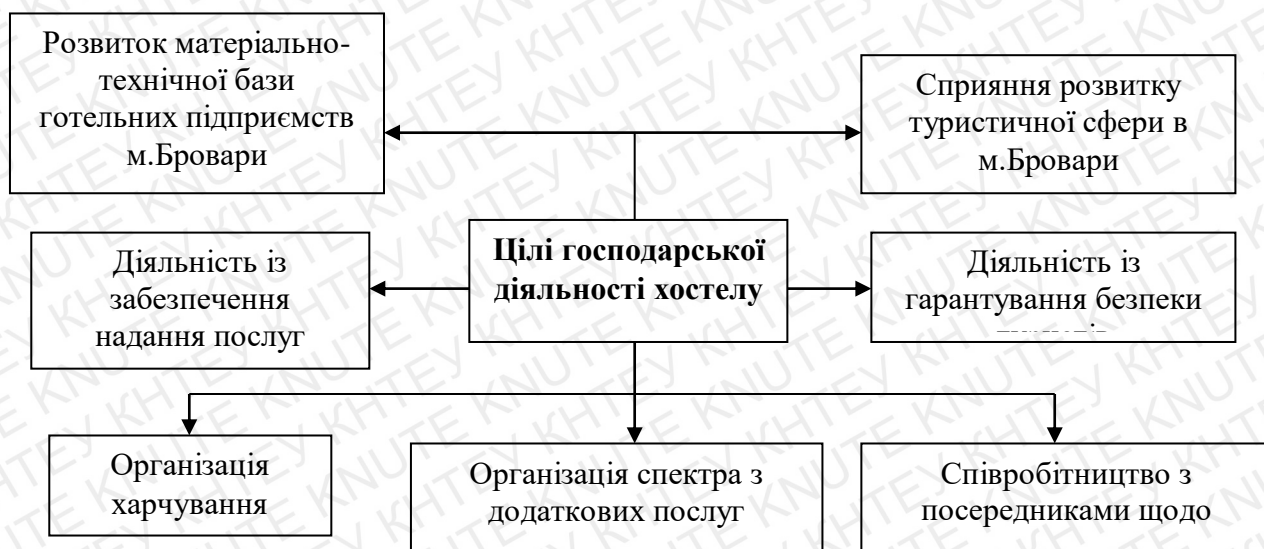 Розвиток матеріально-
технічної бази
готельних підприємств
м.Бровари
Сприяння розвитку
туристичної сфери в
м.Бровари
Цілі господарської
діяльності хостелу
Діяльність із
забезпечення
надання послуг
Діяльність із
гарантування безпеки
Організація
харчування
Організація спектра з
додаткових послуг
Співробітництво з
посередниками щодо